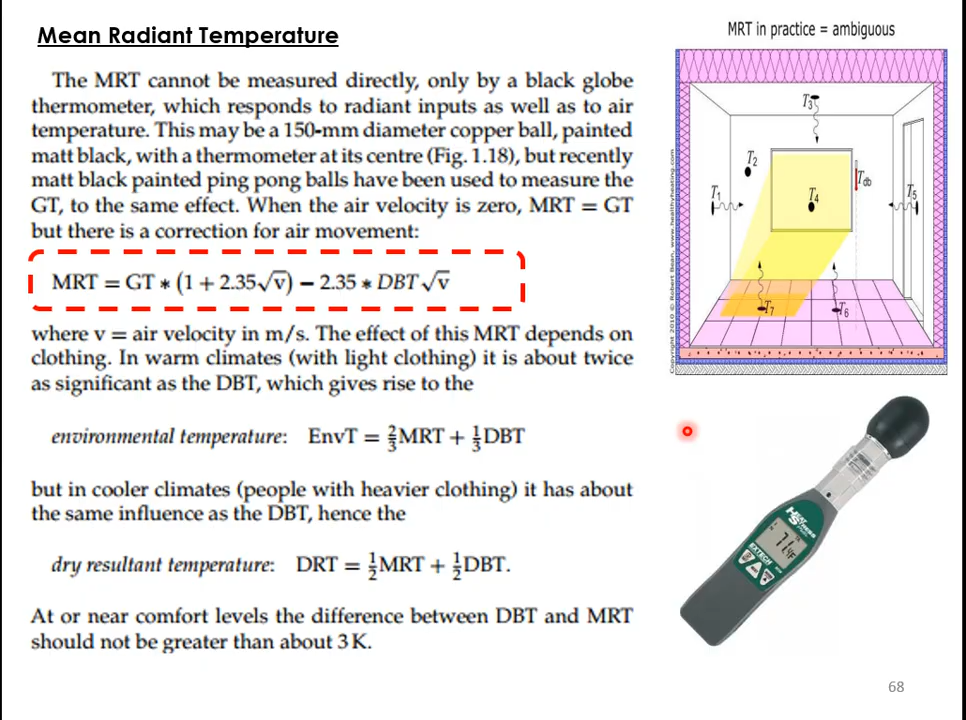 Mean Radiant Temperature
The MRT cannot be measured directly, only by a black globe
thermometer, which responds to radiant inputs as well as to air
temperature. This may be a 150-mm diameter copper ball, painted
matt black, with a thermometer at its centre (Fig. 1.18), but recently
matt black painted ping pong balls have been used to measure the
GT, to the same effect. When the air velocity is zero, MRT = GT
but there is a correction for air movement:
MRT = GT * (1 + 2.35√v) − 2.35 * DBT √v
where v = air velocity in m/s. The effect of this MRT depends on
clothing. In warm climates (with light clothing) it is about twice
as significant as the DBT, which gives rise to the
environmental temperature: EnvT = 2/3MRT + 1/3DBT
but in cooler climates (people with heavier clothing) it has about
the same influence as the DBT, hence the
dry resultant temperature: DRT = 1/2MRT + 1/2DBT.
At or near comfort levels the difference between DBT and MRT
should not be greater than about 3 K.
MRT in practice = ambiguous
T3
T2
Tdb
T1
T4
T5
T7
T6
Copyright 2010 © Robert Bean, www.healthyheating.com
HEAT
EXTECH
68